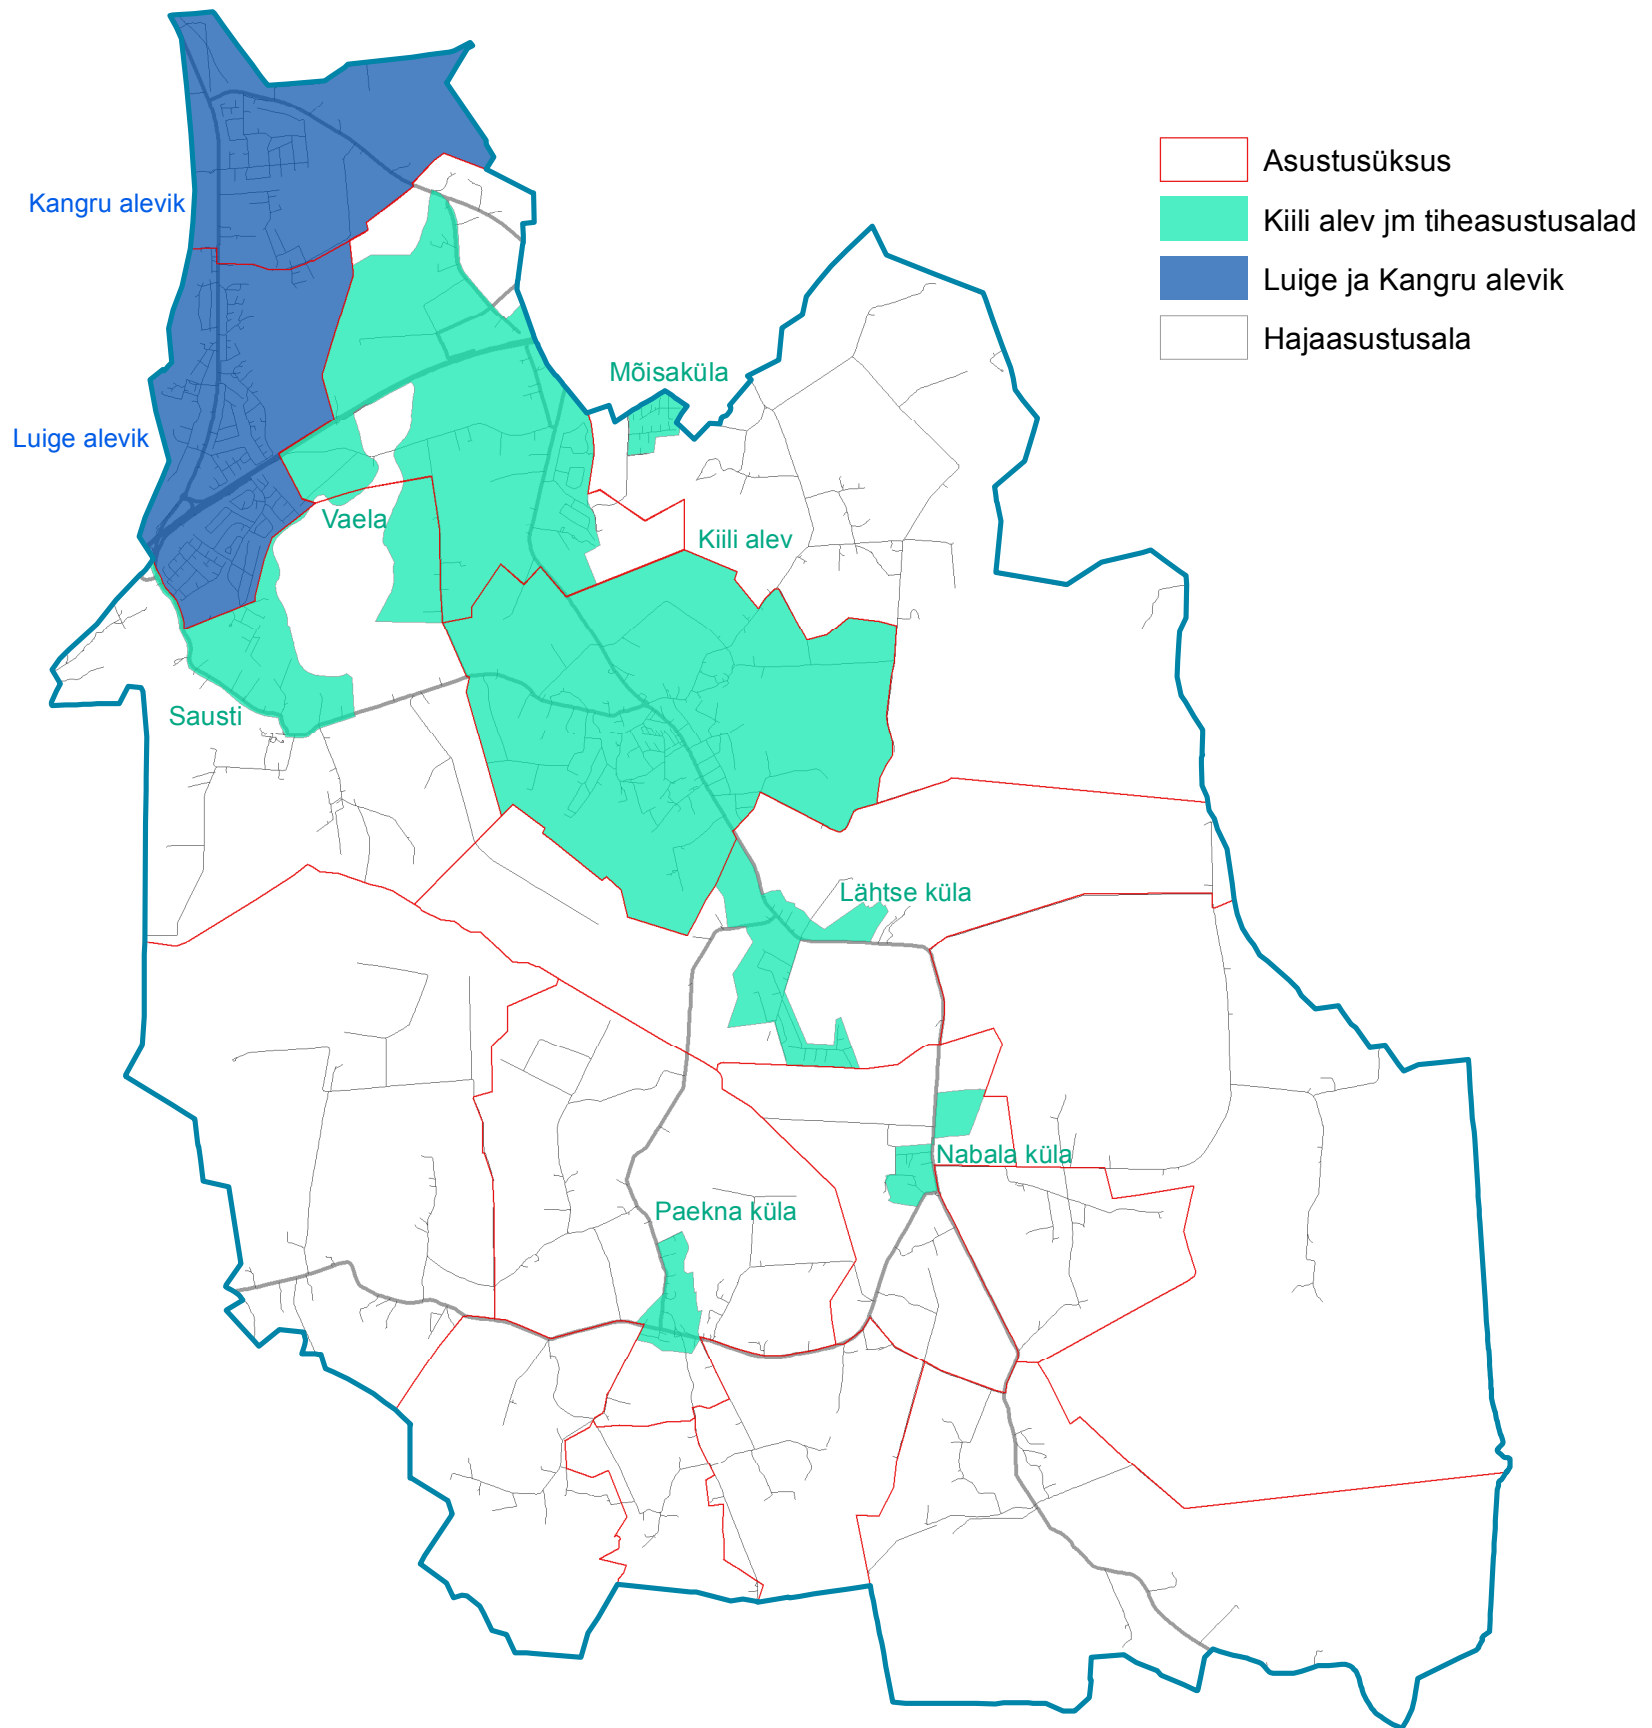 Asustusüksus
Kiili alev jm tiheasustusalad
Luige ja Kangru alevik
Hajaasustusala
Kangru alevik
Mõisaküla
Luige alevik
Vaela
Kiili alev
Sausti
Lähtse küla
Nabala küla
Paekna küla